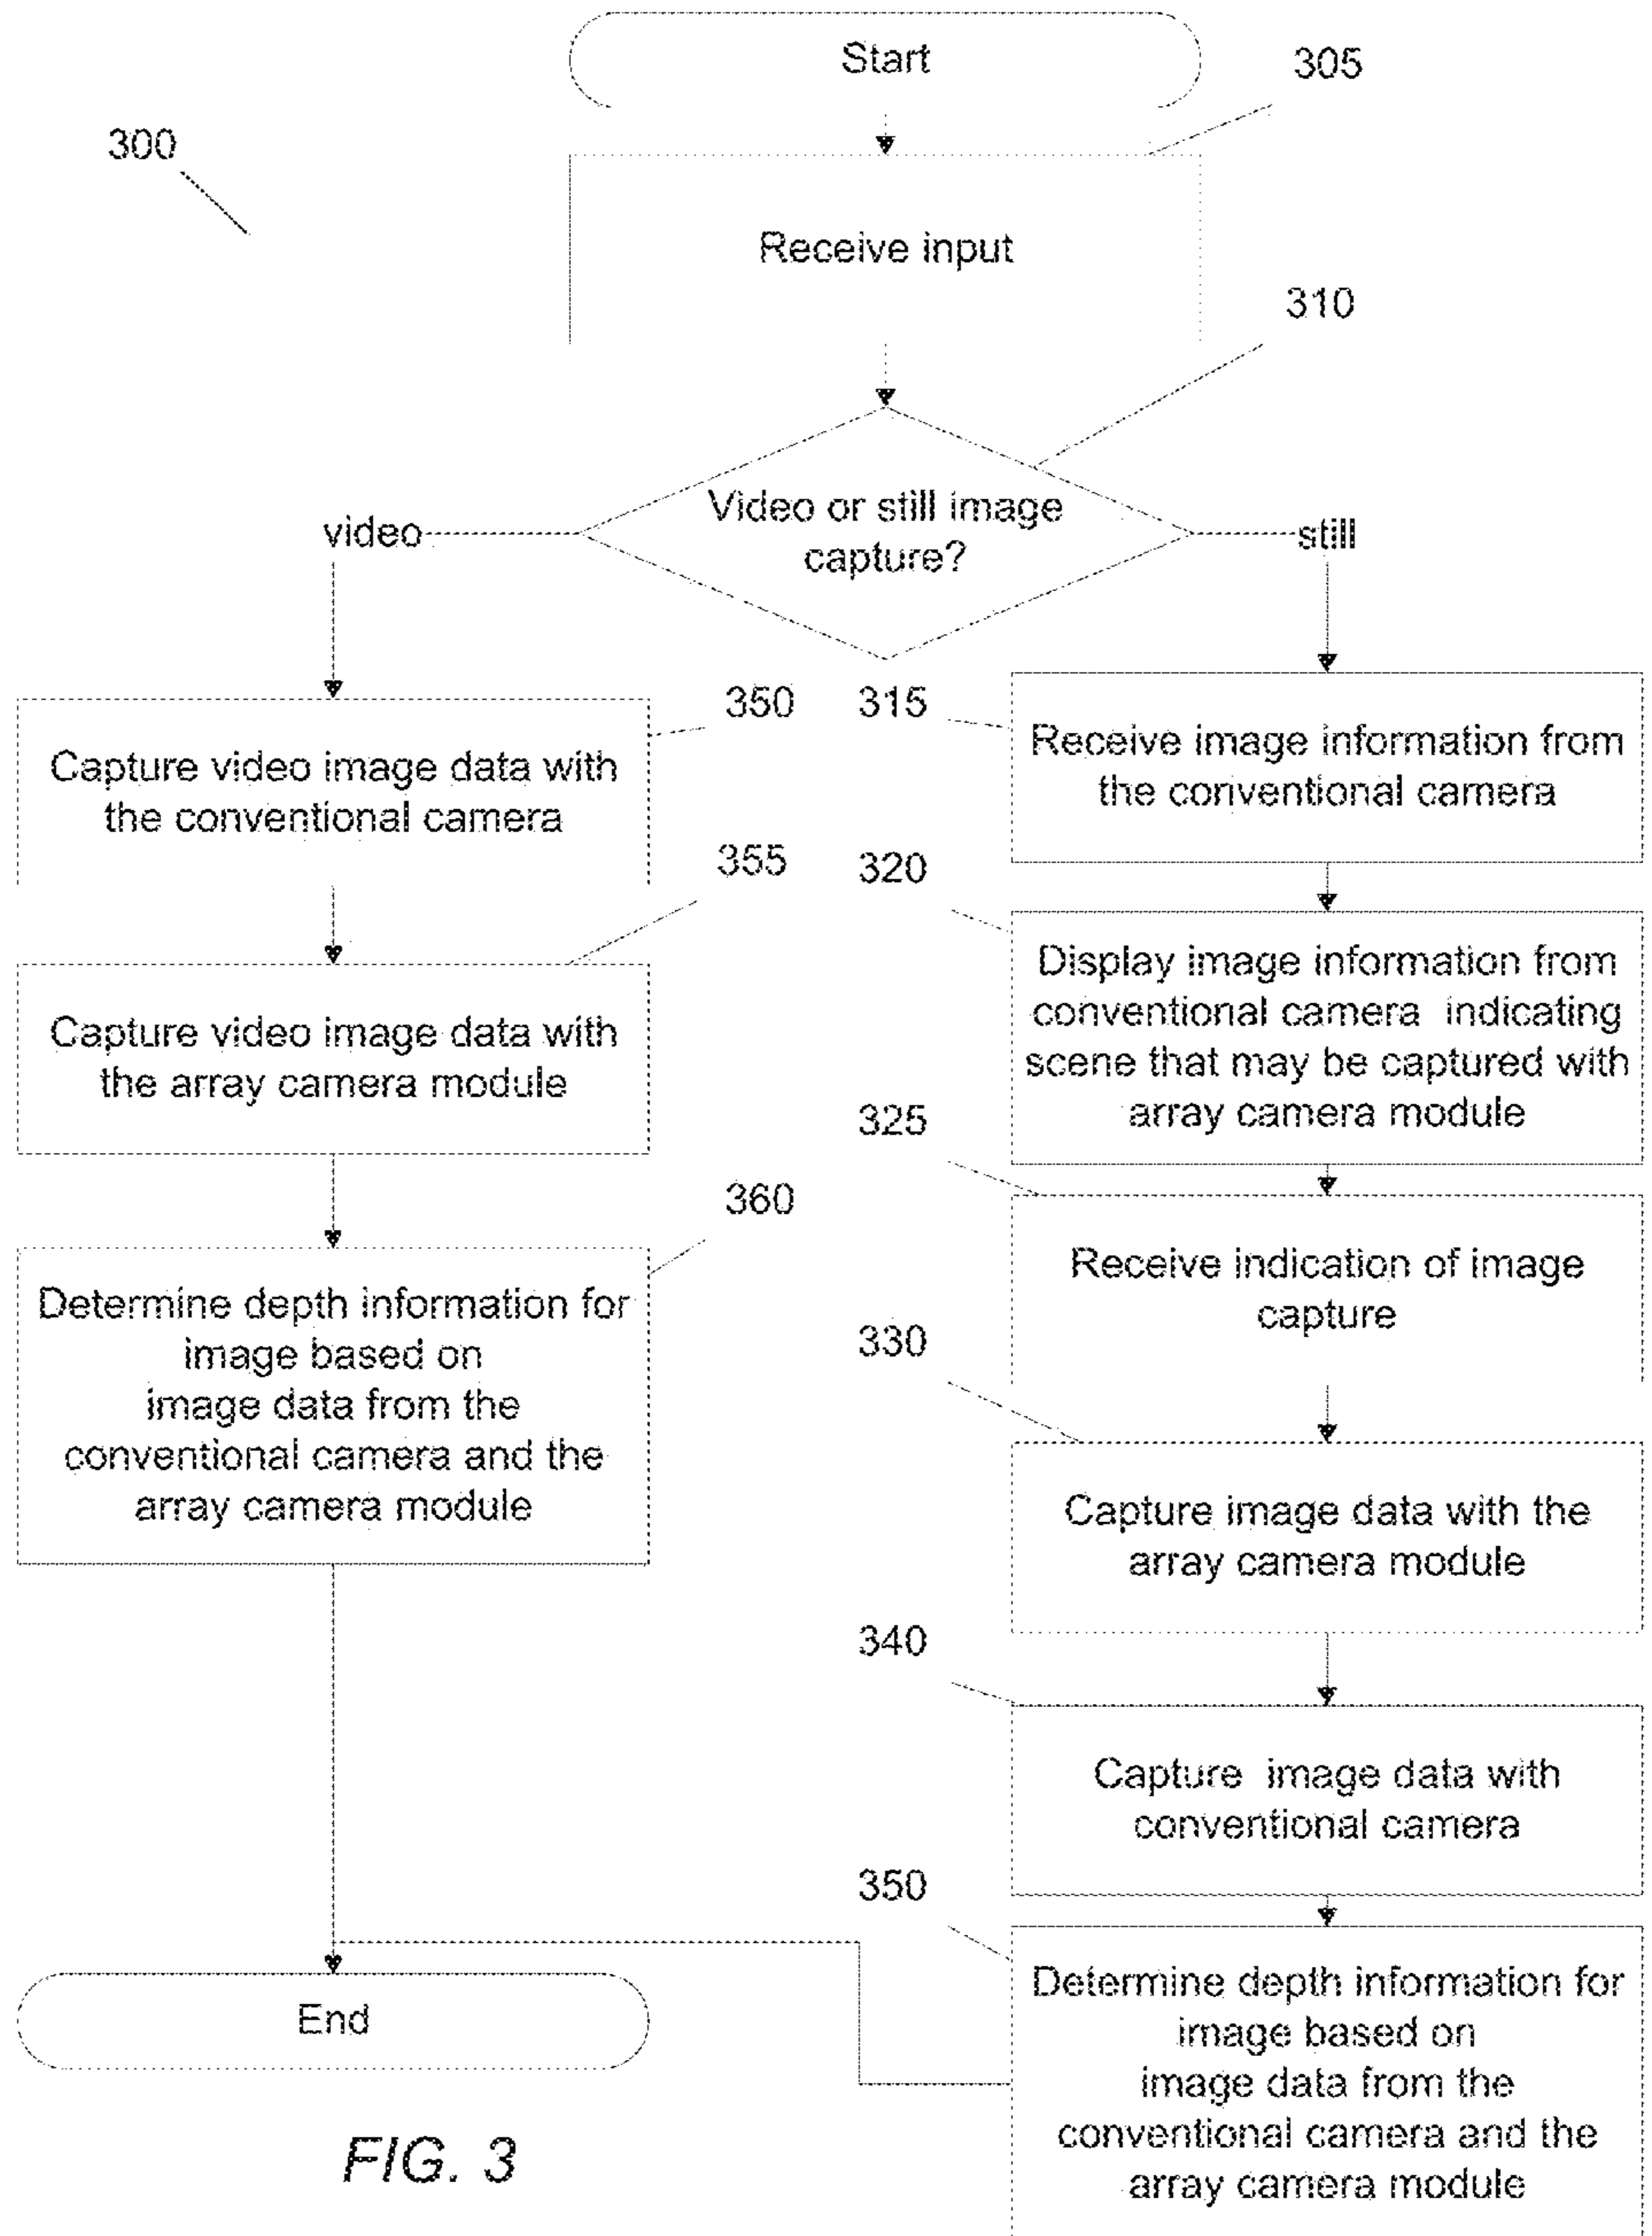 Start
305
300
Receive input
310
Video or still image
capture?
video
still
350
Capture video image data with
the conventional camera
355
Capture video image data with
the array camera module
360
Determine depth information for
image based on
image data from the
conventional camera and the
array camera module
End
315
Receive image information from
the conventional camera
320
Display image information from
conventional camera indicating
scene that may be captured with
array camera module
325
Receive indication of image
capture
330
Capture image data with the
array camera module
340
Capture image data with
conventional camera
350
Determine depth information for
image based on
image data from the
conventional camera and the
array camera module
FIG. 3